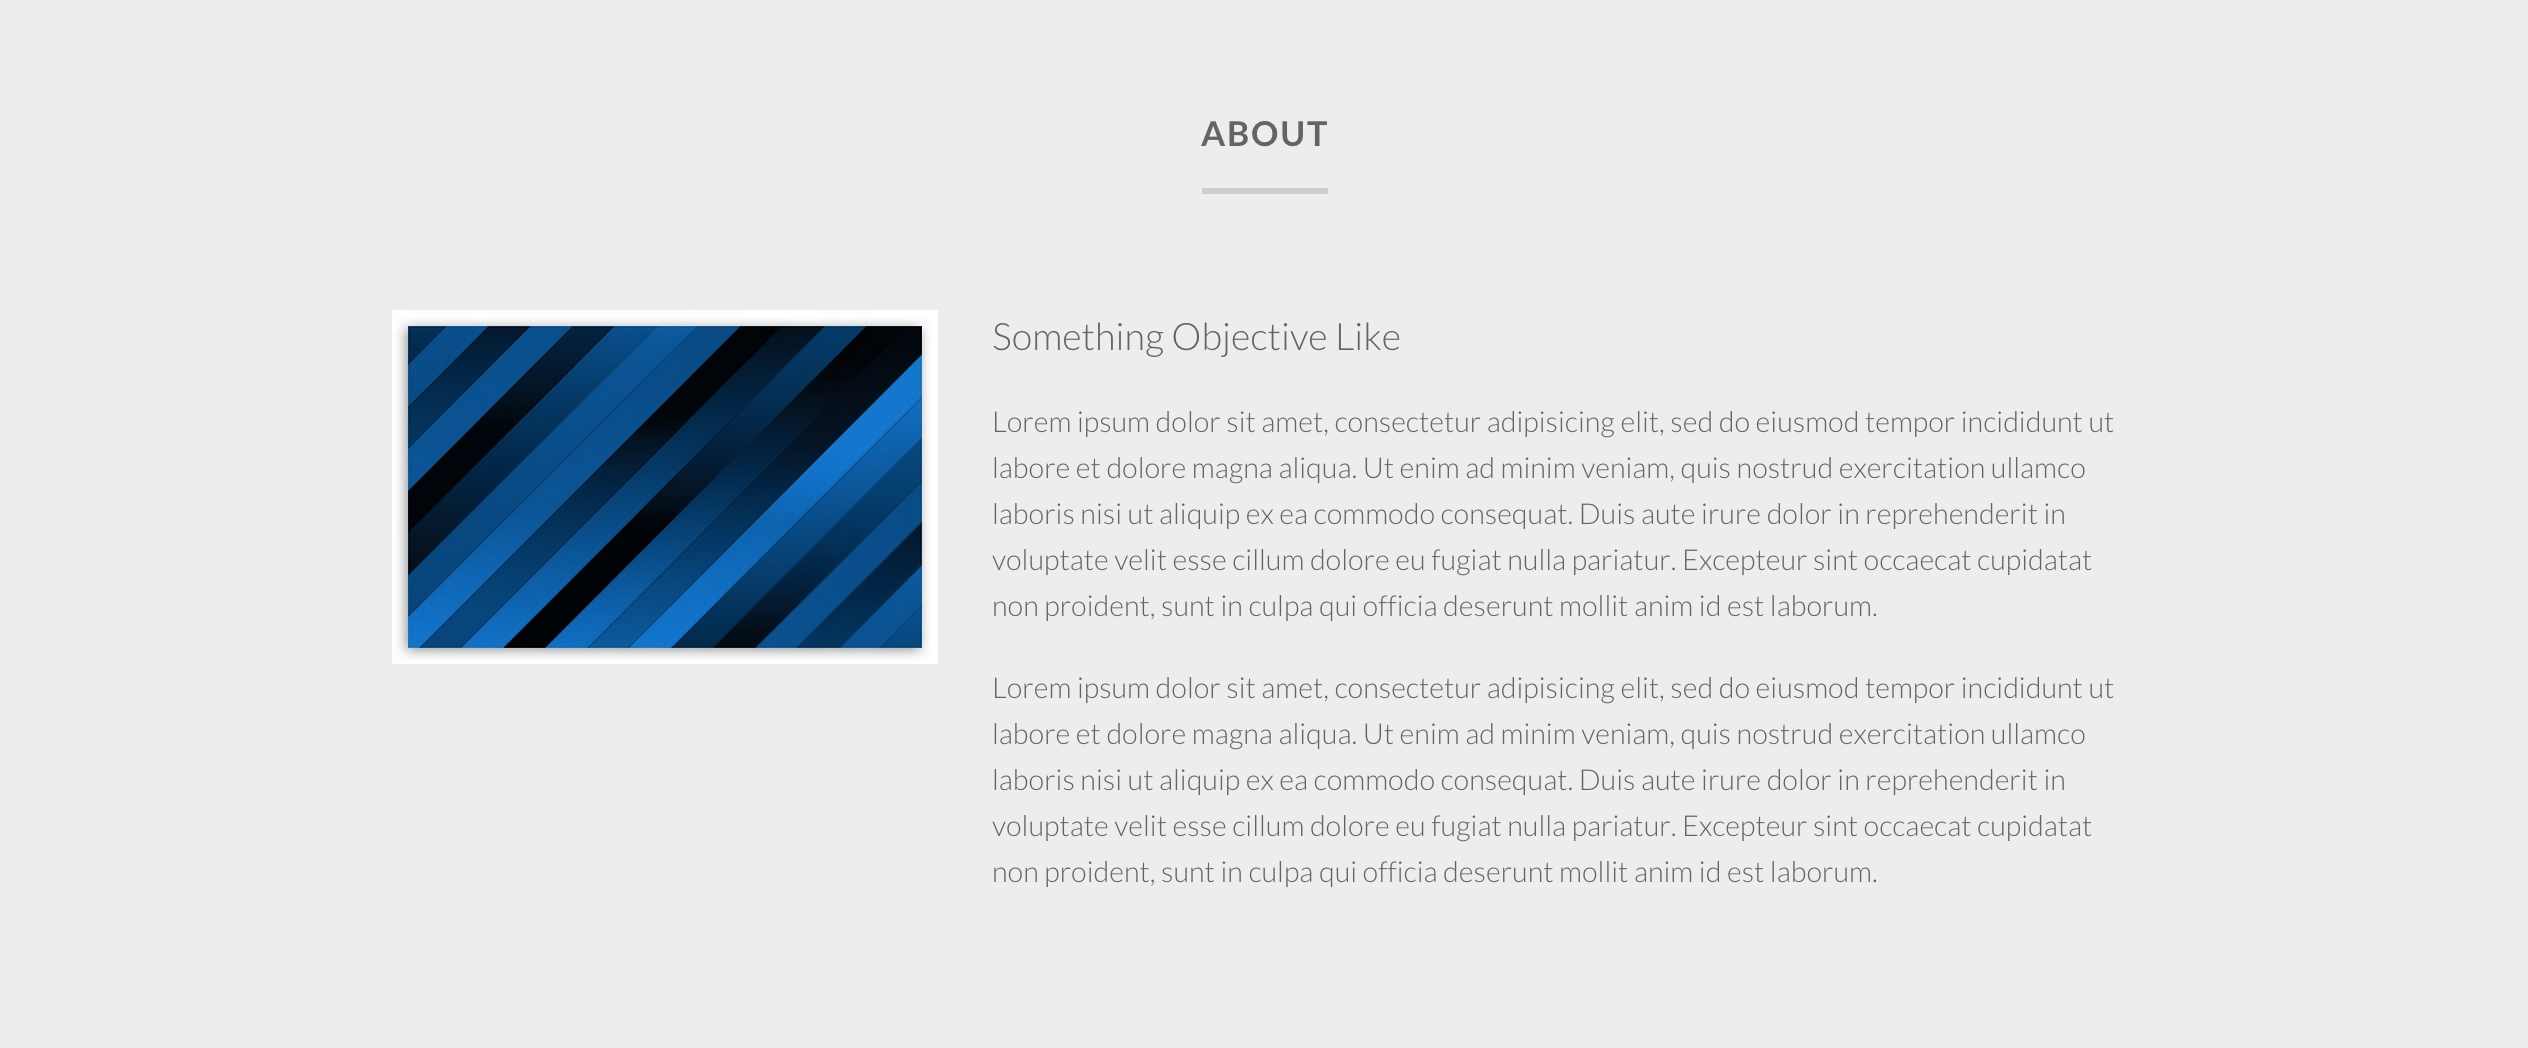 ABOUT
Something Objective Like
Lorem ipsum dolor sit amet, consectetur adipisicing elit, sed do eiusmod tempor incididunt ut
labore et dolore magna aliqua. Ut enim ad minim veniam, quis nostrud exercitation ullamco
laboris nisi ut aliquip ex ea commodo consequat. Duis aute irure dolor in reprehenderit in
voluptate velit esse cillum dolore eu fugiat nulla pariatur. Excepteur sint occaecat cupidatat
non proident, sunt in culpa qui officia deserunt mollit anim id est laborum.
Lorem ipsum dolor sit amet, consectetur adipisicing elit, sed do eiusmod tempor incididunt ut
labore et dolore magna aliqua. Ut enim ad minim veniam, quis nostrud exercitation ullamco
laboris nisi ut aliquip ex ea commodo consequat. Duis aute irure dolor in reprehenderit in
voluptate velit esse cillum dolore eu fugiat nulla pariatur. Excepteur sint occaecat cupidatat
non proident, sunt in culpa qui officia deserunt mollit anim id est laborum.